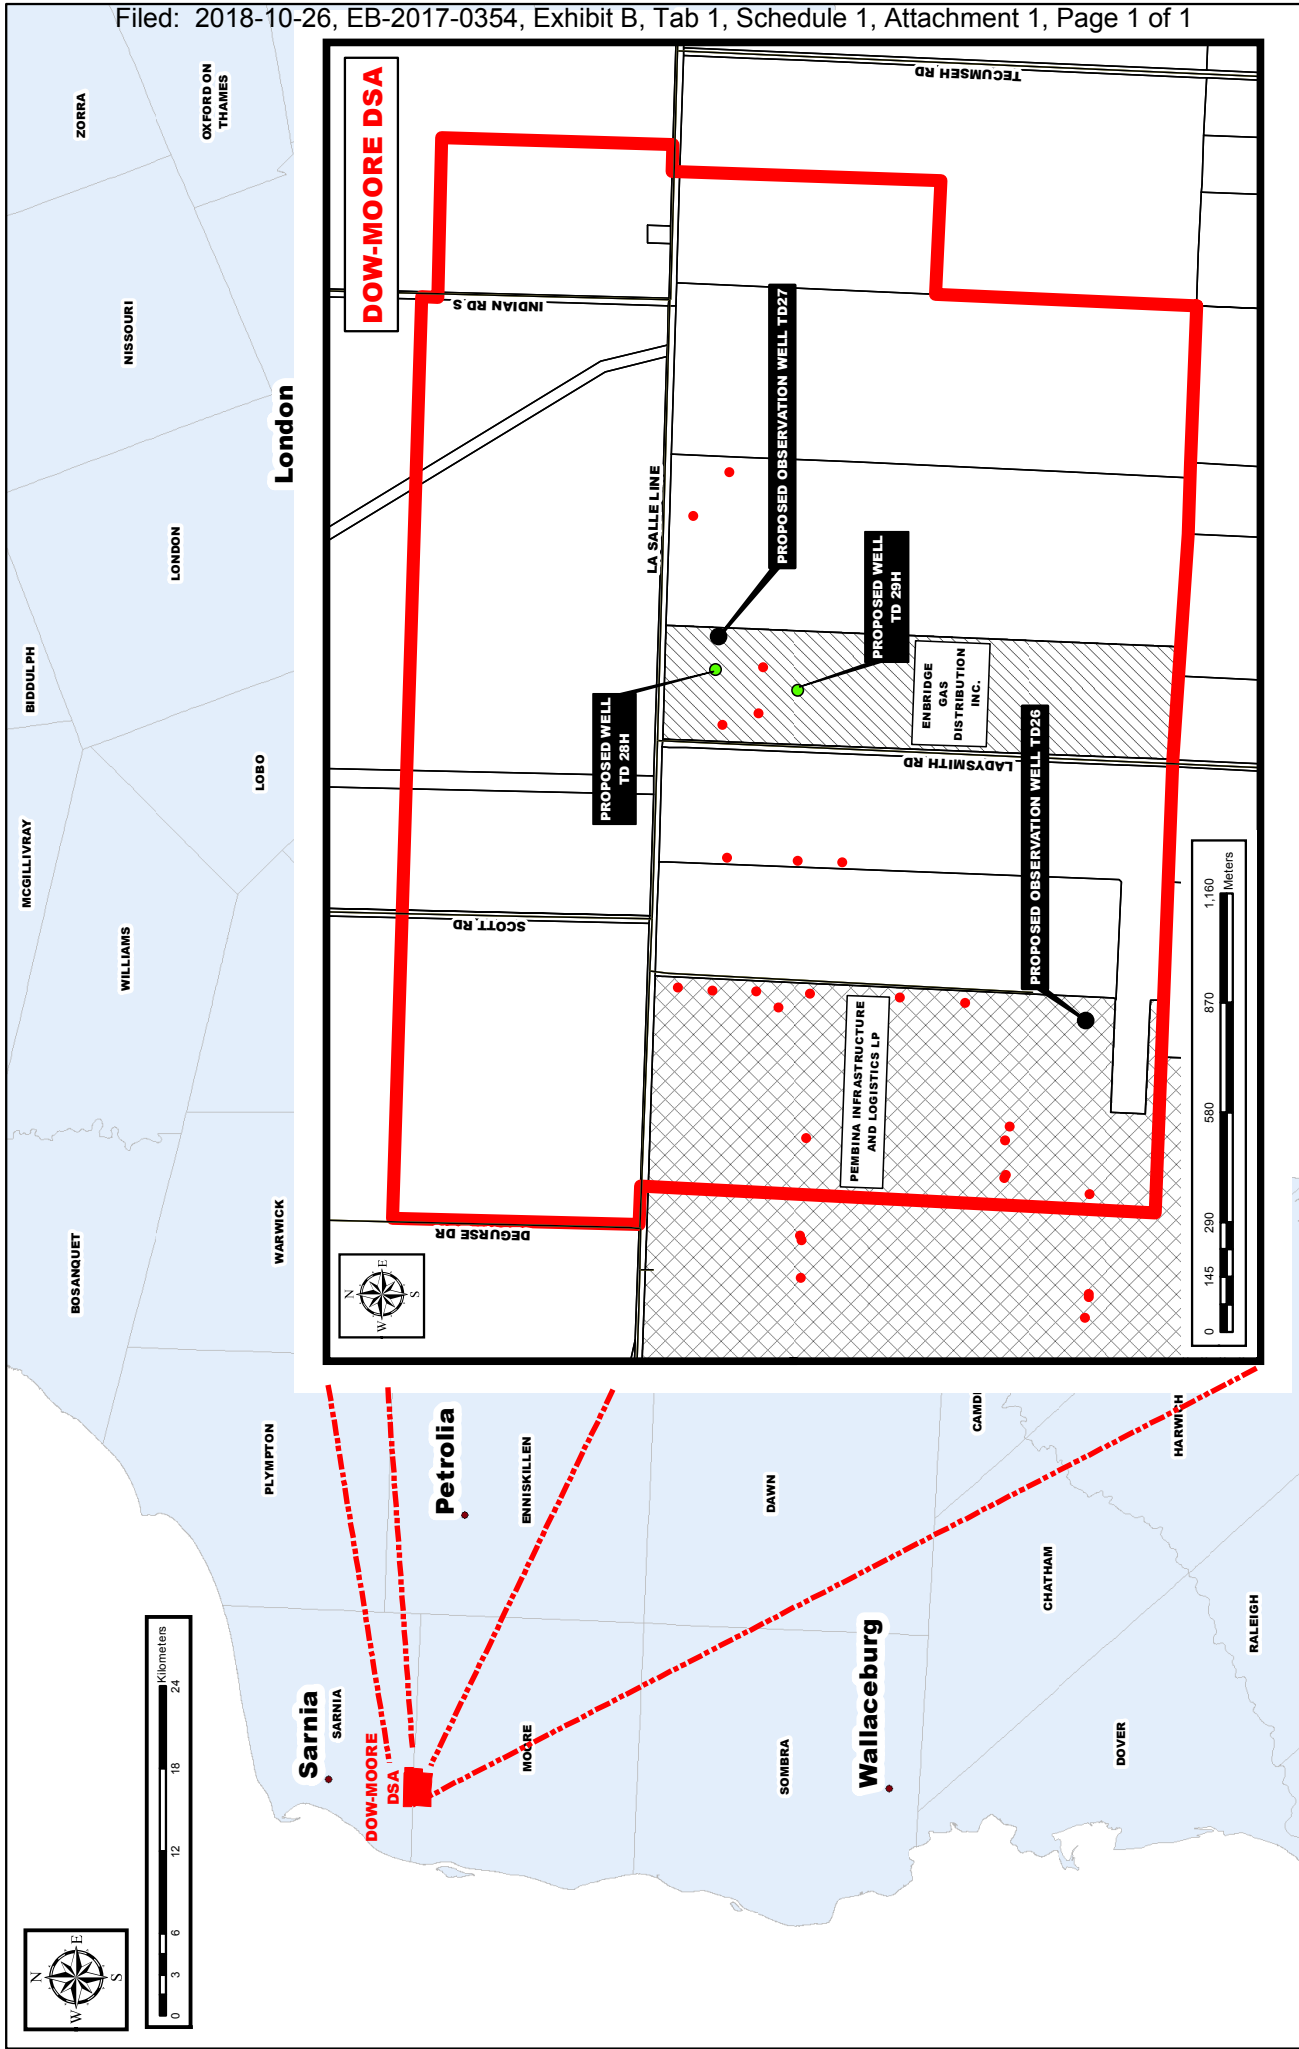 Filed: 2018-10-26, EB-2017-0354, Exhibit B, Tab 1, Schedule 1, Attachment 1, Page 1 of 1
N
W
E
S
0
3
6
12
18
24
Kilometers
BOSANQUET
MCGILLIVRAY
BIDDULPH
WILLIAMS
LONDON
NISSOURI
ZORRA
OXFORD ON
THAMES
LOBO
WARWICK
PLYMPTON
London
Sarnia
SARNIA
DOW-MOORE
DSA
Petrolia
ENNISKILLEN
MOORE
DAWN
SOMBRA
Wallaceburg
CAMD
CHATHAM
HARWICH
DOVER
RALEIGH
DOW-MOORE DSA
N
W
E
S
DEGURSE DR
SCOTT RD
INDIAN RD S
LA SALLE LINE
TECUMSEH RD
LADYSMITH RD
PROPOSED WELL
TD 28H
PROPOSED OBSERVATION WELL TD27
PROPOSED WELL
TD 29H
ENBRIDGE
GAS
DISTRIBUTION
INC.
PEMBINA INFRASTRUCTURE
AND LOGISTICS LP
PROPOSED OBSERVATION WELL TD26
0
145
290
580
870
1,160
Meters